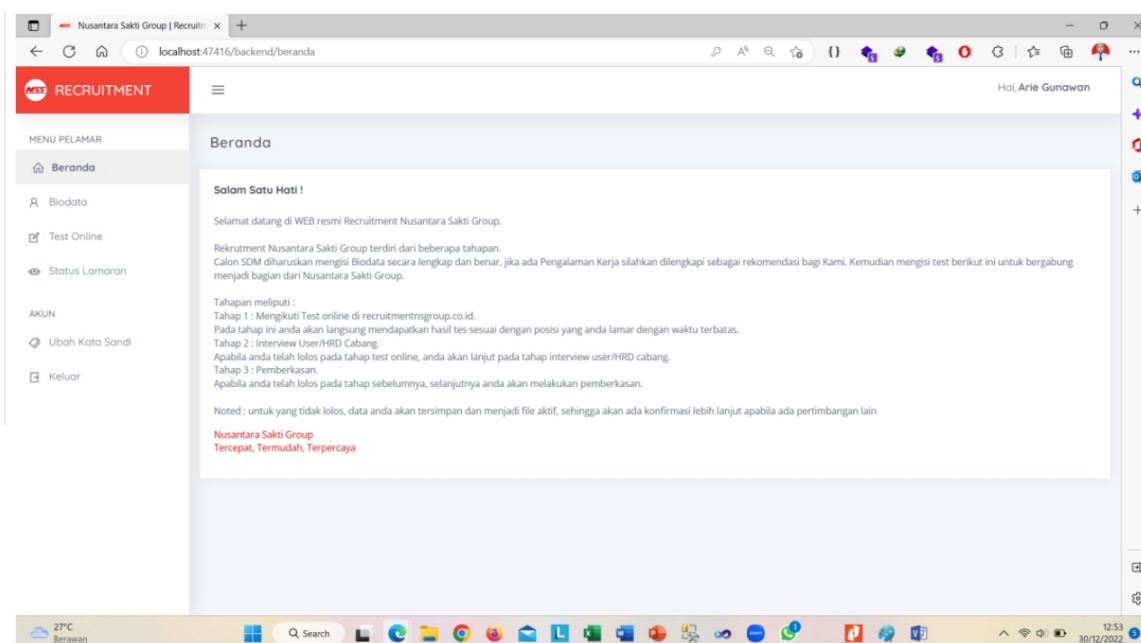 Nusantara Sakti Group | Recruitm
localhost:47416/backend/beranda
NSS RECRUITMENT
Hai, Arie Gunawan
MENU PELAMAR
Beranda
Biodata
Test Online
Status Lamaran
AKUN
Ubah Kata Sandi
Keluar
Beranda
Salam Satu Hati !
Selamat datang di WEB resmi Recruitment Nusantara Sakti Group.
Rekrutment Nusantara Sakti Group terdiri dari beberapa tahapan.
Calon SDM diharuskan mengisi Biodata secara lengkap dan benar, jika ada Pengalaman Kerja silahkan dilengkapi sebagai rekomendasi bagi Kami. Kemudian mengisi test berikut ini untuk bergabung
menjadi bagian dari Nusantara Sakti Group.
Tahapan meliputi :
Tahap 1 : Mengikuti Test online di recruitmentnsgroup.co.id.
Pada tahap ini anda akan langsung mendapatkan hasil tes sesuai dengan posisi yang anda lamar dengan waktu terbatas.
Tahap 2 : Interview User/HRD Cabang.
Apabila anda telah lolos pada tahap test online, anda akan lanjut pada tahap interview user/HRD cabang.
Tahap 3 : Pemberkasan.
Apabila anda telah lolos pada tahap sebelumnya, selanjutnya anda akan melakukan pemberkasan.
Noted : untuk yang tidak lolos, data anda akan tersimpan dan menjadi file aktif, sehingga akan ada konfirmasi lebih lanjut apabila ada pertimbangan lain
Nusantara Sakti Group
Tercepat, Termudah, Terpercaya
27°C
Berawan
Search
12:53
30/12/2022